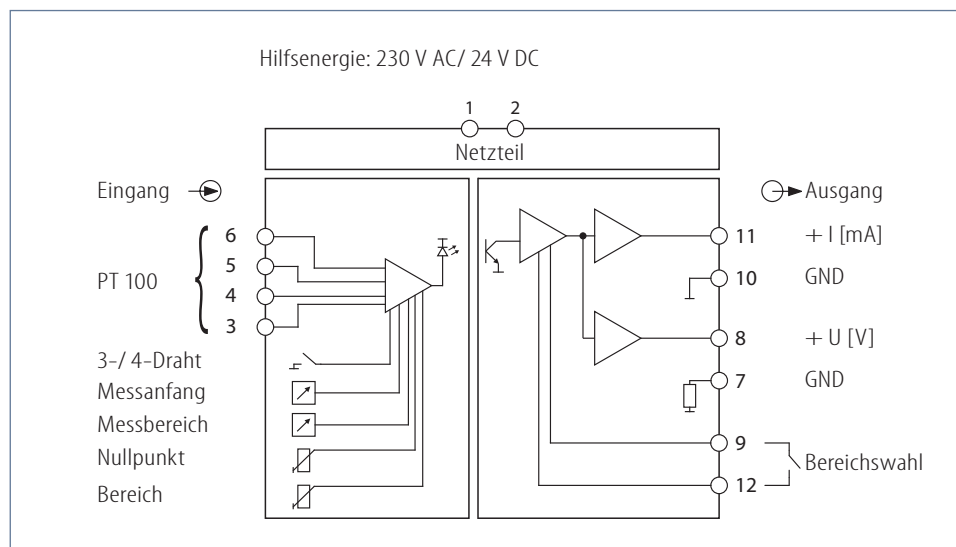 Hilfsenergie: 230 V AC/ 24 V DC
1 2
Netzteil
Eingang
Ausgang
PT 100
6
5
4
3
3-/ 4-Draht
Messanfang
Messbereich
Nullpunkt
Bereich
11 + I [mA]
10 GND
8 + U [V]
7 GND
9
12
Bereichswahl